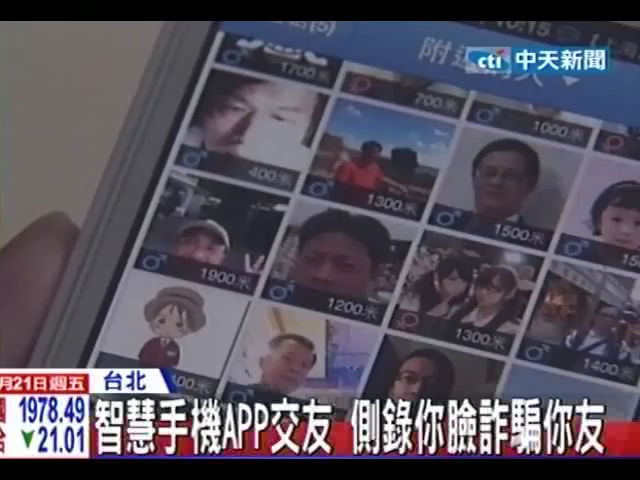 10:15
(5)
附近
cti 中天新聞
1700米
700米
1000米
400米
1300米
1500米
1900米
1200米
1300米
1400米
月21日週五
台北
1978.49
▼21.01
智慧手機APP交友 側錄你臉詐騙你友